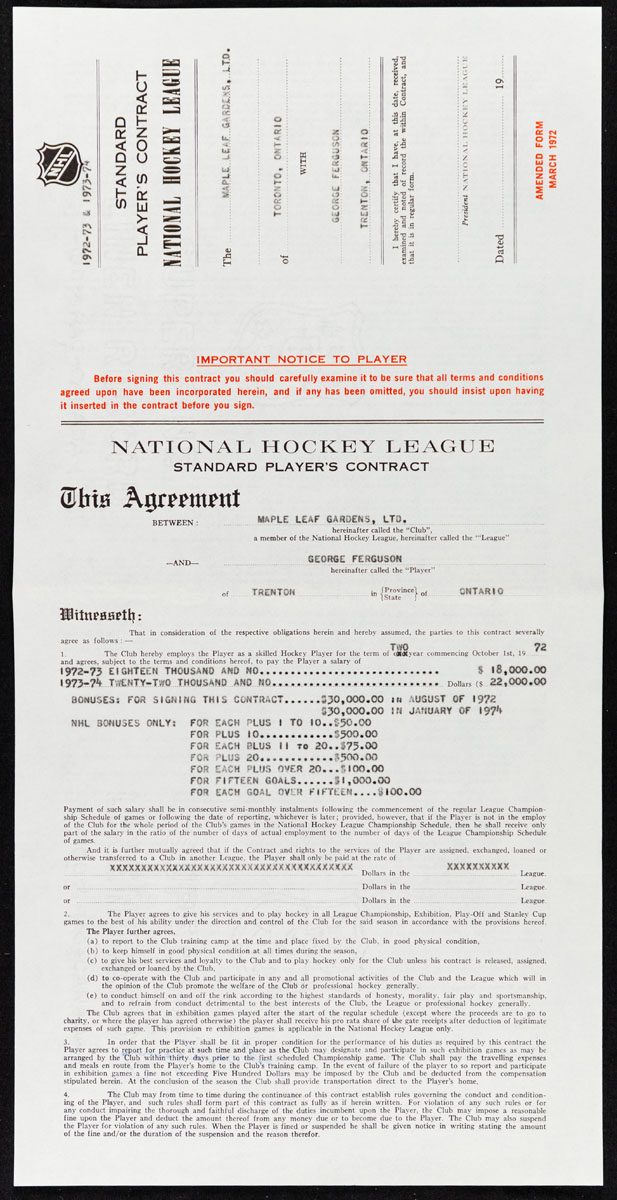 NHL
1972-73 & 1973-74
STANDARD
PLAYER'S CONTRACT
NATIONAL HOCKEY LEAGUE
The MAPLE LEAF GARDENS, LTD.
of TORONTO, ONTARIO
WITH
GEORGE FERGUSON
TRENTON, ONTARIO
I hereby certify that I have, at this date, received,
examined and noted of record the within Contract, and
that it is in regular form.
President NATIONAL HOCKEY LEAGUE
Dated 19
AMENDED FORM
MARCH 1972
IMPORTANT NOTICE TO PLAYER
Before signing this contract you should carefully examine it to be sure that all terms and conditions
agreed upon have been incorporated herein, and if any has been omitted, you should insist upon having
it inserted in the contract before you sign.
NATIONAL HOCKEY LEAGUE
STANDARD PLAYER'S CONTRACT
This Agreement
BETWEEN: MAPLE LEAF GARDENS, LTD.
hereinafter called the "Club",
a member of the National Hockey League, hereinafter called the "League"
—AND— GEORGE FERGUSON
hereinafter called the "Player"
of TRENTON in {Province State} of ONTARIO
Witnesseth:
That in consideration of the respective obligations herein and hereby assumed, the parties to this contract severally
agree as follows:—
1. The Club hereby employs the Player as a skilled Hockey Player for the term of TWO year commencing October 1st, 19 72
and agrees, subject to the terms and conditions hereof, to pay the Player a salary of
1972-73 EIGHTEEN THOUSAND AND NO............................ $ 18,000.00
1973-74 TWENTY-TWO THOUSAND AND NO.......................... Dollars ($ 22,000.00
BONUSES: FOR SIGNING THIS CONTRACT......$30,000.00 IN AUGUST OF 1972
$30,000.00 IN JANUARY OF 1974
NHL BONUSES ONLY: FOR EACH PLUS 1 TO 10..$50.00
FOR PLUS 10............$500.00
FOR EACH PLUS 11 TO 20..$75.00
FOR PLUS 20............$500.00
FOR EACH PLUS OVER 20...$100.00
FOR FIFTEEN GOALS......$1,000.00
FOR EACH GOAL OVER FIFTEEN....$100.00
Payment of such salary shall be in consecutive semi-monthly instalments following the commencement of the regular League Champion-
ship Schedule of games or following the date of reporting, whichever is later; provided, however, that if the Player is not in the employ
of the Club for the whole period of the Club's games in the National Hockey League Championship Schedule, then he shall receive only
part of the salary in the ratio of the number of days of actual employment to the number of days of the League Championship Schedule
of games.
And it is further mutually agreed that if the Contract and rights to the services of the Player are assigned, exchanged, loaned or
otherwise transferred to a Club in another League, the Player shall only be paid at the rate of
XXXXXXXXXXXXXXXXXXXXXXXXXXXXXXXXXXXXXXX Dollars in the XXXXXXXXXX League.
or Dollars in the League
or Dollars in the League
2. The Player agrees to give his services and to play hockey in all League Championship, Exhibition, Play-Off and Stanley Cup
games to the best of his ability under the direction and control of the Club for the said season in accordance with the provisions hereof.
The Player further agrees,
(a) to report to the Club training camp at the time and place fixed by the Club, in good physical condition,
(b) to keep himself in good physical condition at all times during the season,
(c) to give his best services and loyalty to the Club and to play hockey only for the Club unless his contract is released, assigned,
exchanged or loaned by the Club,
(d) to co-operate with the Club and participate in any and all promotional activities of the Club and the League which will in
the opinion of the Club promote the welfare of the Club or professional hockey generally.
(e) to conduct himself on and off the rink according to the highest standards of honesty, morality, fair play and sportsmanship,
and to refrain from conduct detrimental to the best interests of the Club, the League or professional hockey generally.
The Club agrees that in exhibition games played after the start of the regular schedule (except where the proceeds are to go to
charity, or where the player has agreed otherwise) the player shall receive his pro rata share of the gate receipts after deduction of legitimate
expenses of such game. This provision re exhibition games is applicable in the National Hockey League only.
3. In order that the Player shall be fit in proper condition for the performance of his duties as required by this contract the
Player agrees to report for practice at such time and place as the Club may designate and participate in such exhibition games as may be
arranged by the Club within thirty days prior to the first scheduled Championship game. The Club shall pay the travelling expenses
and meals en route from the Player's home to the Club's training camp. In the event of failure of the player to so report and participate
in exhibition games a fine not exceeding Five Hundred Dollars may be imposed by the Club and be deducted from the compensation
stipulated herein. At the conclusion of the season the Club shall provide transportation direct to the Player's home.
4. The Club may from time to time during the continuance of this contract establish rules governing the conduct and condition-
ing of the Player, and such rules shall form part of this contract as fully as if herein written. For violation of any such rules or for
any conduct impairing the thorough and faithful discharge of the duties incumbent upon the Player, the Club may impose a reasonable
fine upon the Player and deduct the amount thereof from any money due or to become due to the Player. The Club may also suspend
the Player for violation of any such rules. When the Player is fined or suspended he shall be given notice in writing stating the amount
of the fine and/or the duration of the suspension and the reason therefor.